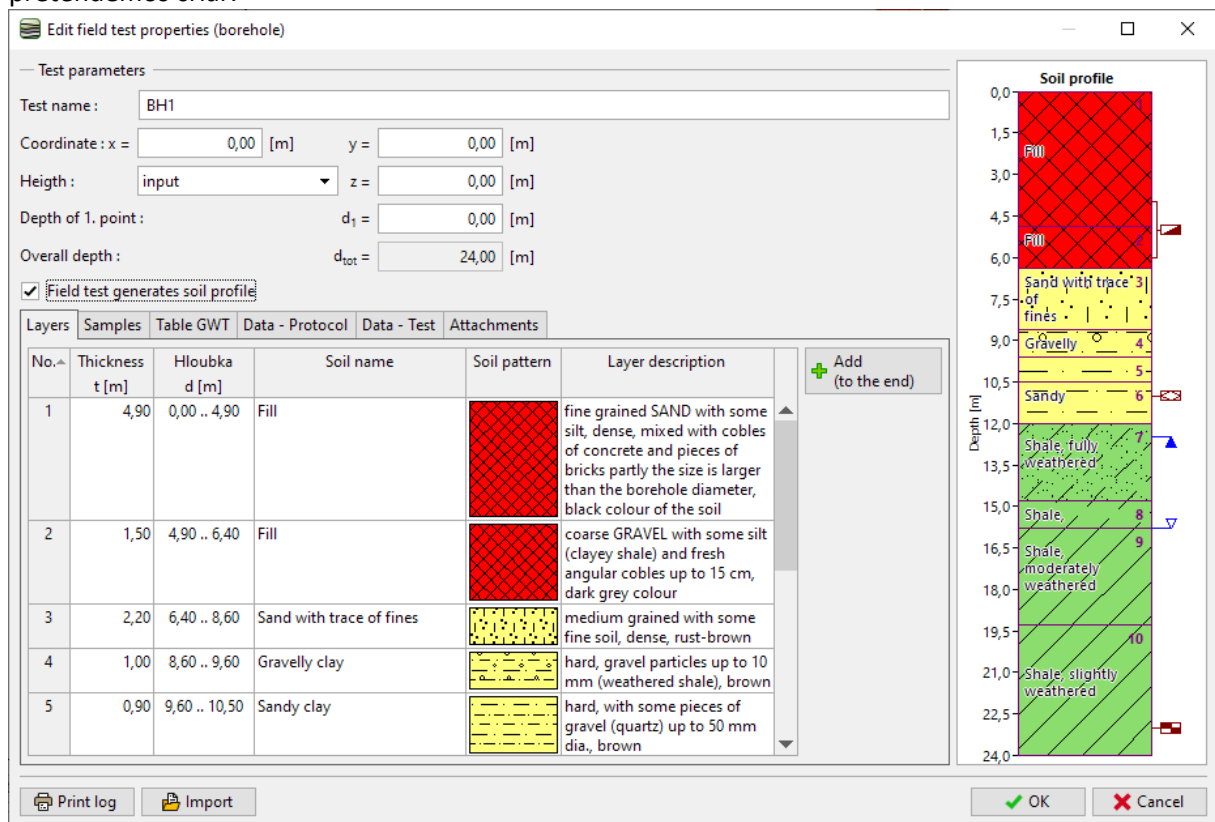 Edit field test properties (borehole)
Test parameters
Test name :
BH1
Coordinate : x =
0,00
[m]
y =
0,00
[m]
Heigth :
input
z =
0,00
[m]
Depth of 1. point :
d1 =
0,00
[m]
Overall depth :
dtot =
24,00
[m]
Field test generates soil profile
Layers
Samples
Table GWT
Data - Protocol
Data - Test
Attachments
No.
Thickness
t [m]
Hloubka
d [m]
Soil name
Soil pattern
Layer description
Add
(to the end)
1
4,90
0,00 .. 4,90
Fill
fine grained SAND with some
silt, dense, mixed with cobles
of concrete and pieces of
bricks partly the size is larger
than the borehole diameter,
black colour of the soil
2
1,50
4,90 .. 6,40
Fill
coarse GRAVEL with some silt
(clayey shale) and fresh
angular cobles up to 15 cm,
dark grey colour
3
2,20
6,40 .. 8,60
Sand with trace of fines
medium grained with some
fine soil, dense, rust-brown
4
1,00
8,60 .. 9,60
Gravelly clay
hard, gravel particles up to 10
mm (weathered shale), brown
5
0,90
9,60 .. 10,50
Sandy clay
hard, with some pieces of
gravel (quartz) up to 50 mm
dia., brown
Print log
Import
OK
Cancel
Soil profile
Depth [m]
0,0
1,5
3,0
4,5
6,0
7,5
9,0
10,5
12,0
13,5
15,0
16,5
18,0
19,5
21,0
22,5
24,0
1
Fill
2
Fill
3
Sand with trace
of
fines
4
Gravelly
5
6
Sandy
7
Shale, fully
weathered
8
Shale,
9
Shale,
moderately
weathered
10
Shale, slightly
weathered